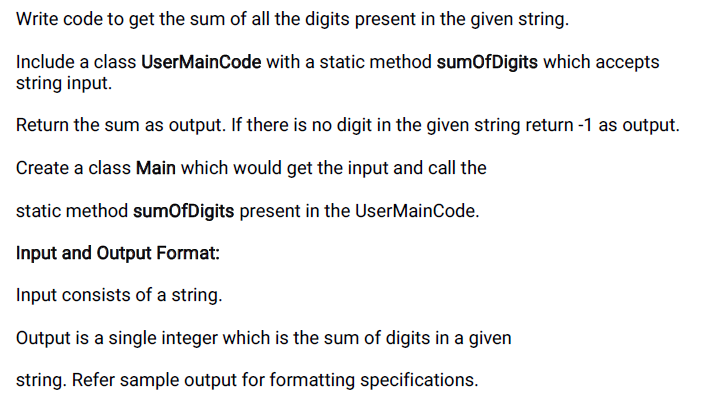 Write code to get the sum of all the digits present in the given string.
Include a class UserMainCode with a static method sumOfDigits which accepts
string input.
Return the sum as output. If there is no digit in the given string return -1 as output.
Create a class Main which would get the input and call the
static method sumOfDigits present in the UserMainCode.
Input and Output Format:
Input consists of a string.
Output is a single integer which is the sum of digits in a given
string. Refer sample output for formatting specifications.